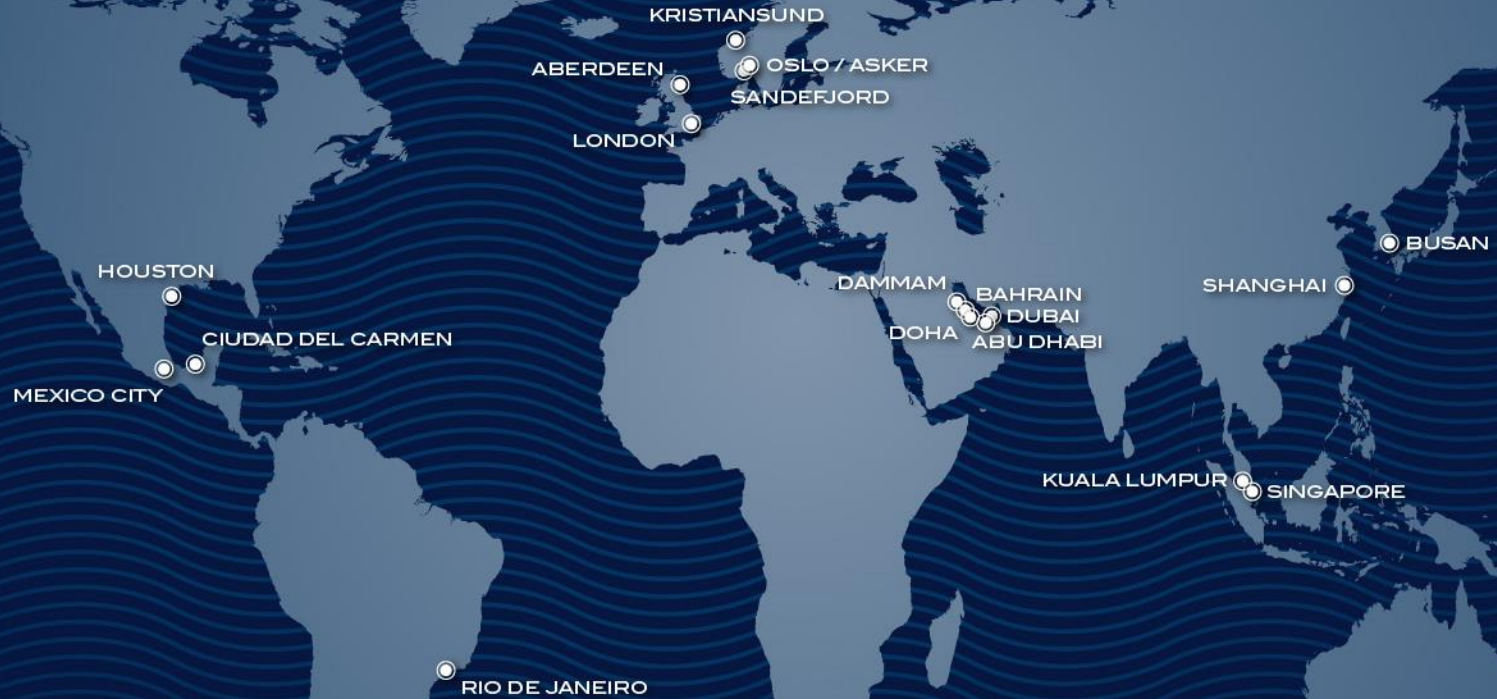 KRISTIANSUND
ABERDEEN
OSLO / ASKER
SANDEFJORD
LONDON
BUSAN
HOUSTON
DAMMAM
SHANGHAI
BAHRAIN
DUBAI
DOHA
ABU DHABI
CIUDAD DEL CARMEN
MEXICO CITY
KUALA LUMPUR
SINGAPORE
RIO DE JANEIRO